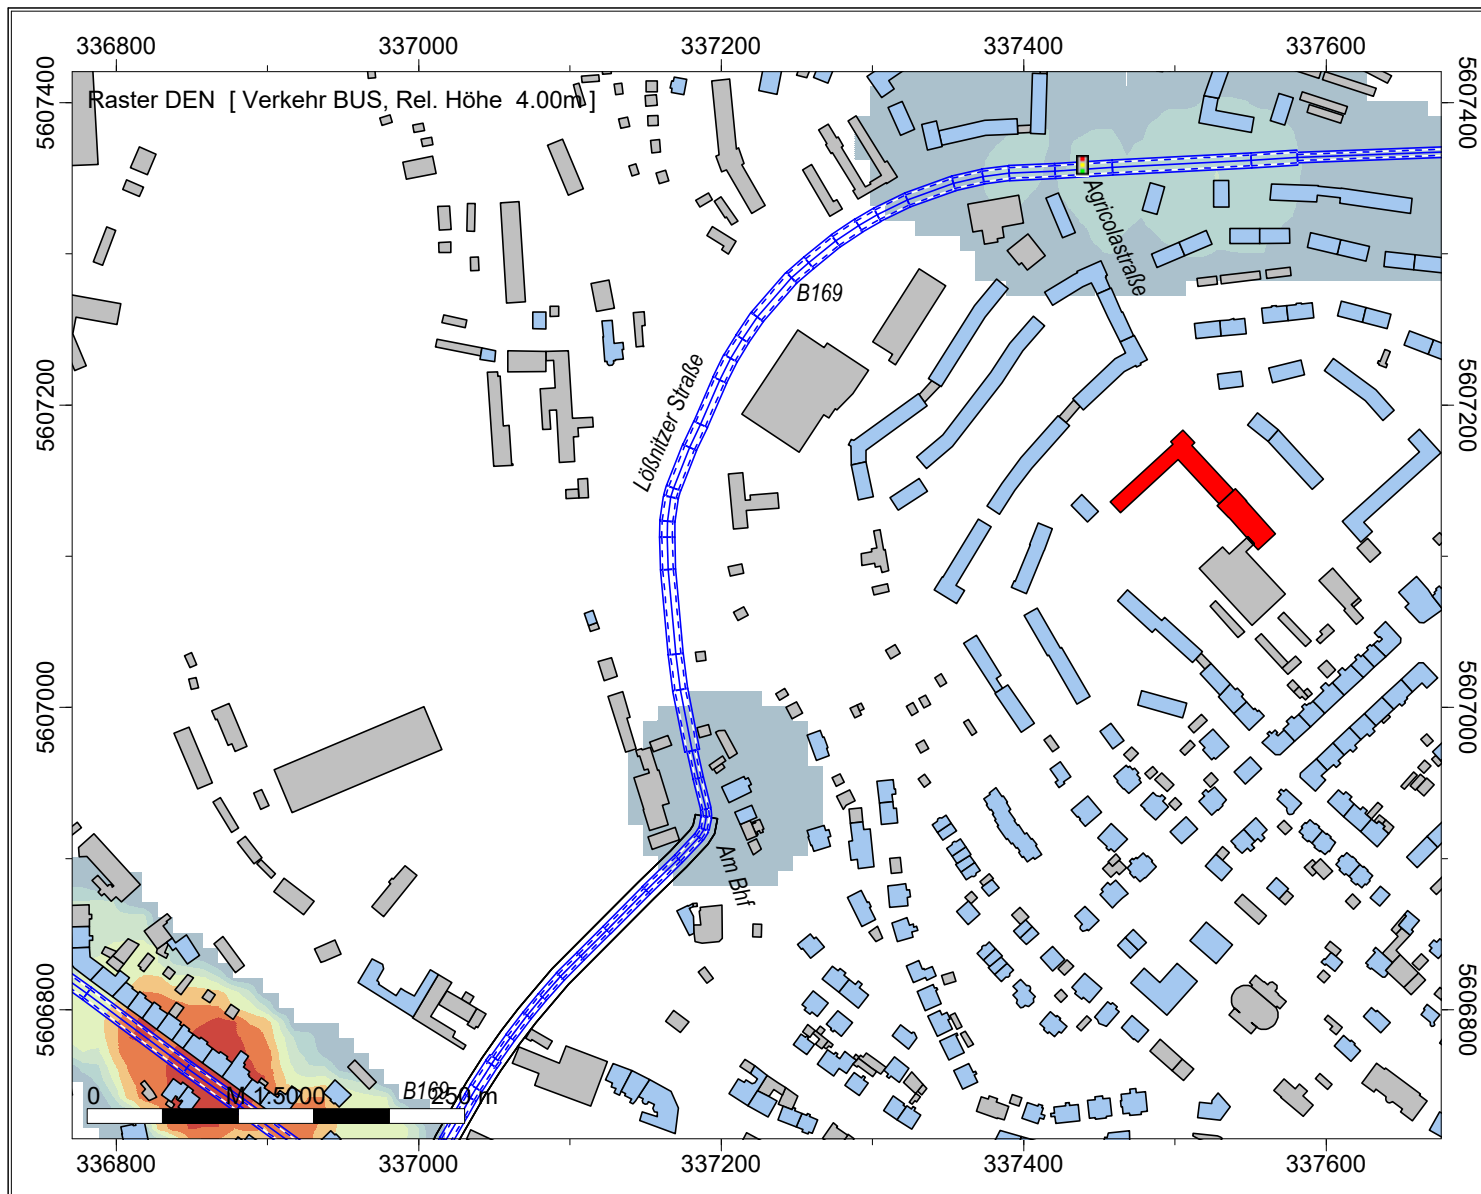 336800 337000 337200 337400 337600
5607400 5607400
Raster DEN [ Verkehr BUS, Rel. Höhe 4.00m ]
Agricolastraße
B169
5607200 5607200
Lößnitzer Straße
5607000 5607000
Am Bhf
5606800 5606800
B169
0 M 1:5000 250 m
336800 337000 337200 337400 337600